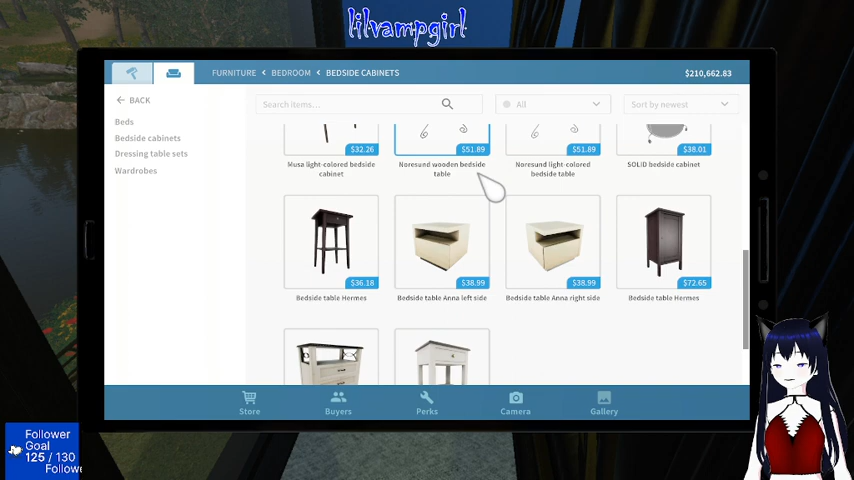 lilvampgirl
FURNITURE < BEDROOM < BEDSIDE CABINETS
$210,662.83
BACK
Search items...
All
Sort by newest
Beds
Bedside cabinets
Dressing table sets
Wardrobes
$32.26
$51.89
$51.89
$38.01
Musa light-colored bedside
cabinet
Noresund wooden bedside
table
Noresund light-colored
bedside table
SOLID bedside cabinet
$36.18
$38.99
$38.99
$72.65
Bedside table Hermes
Bedside table Anna left side
Bedside table Anna right side
Bedside table Hermes
Store
Buyers
Perks
Camera
Gallery
Follower
Goal
125 / 130
Followe